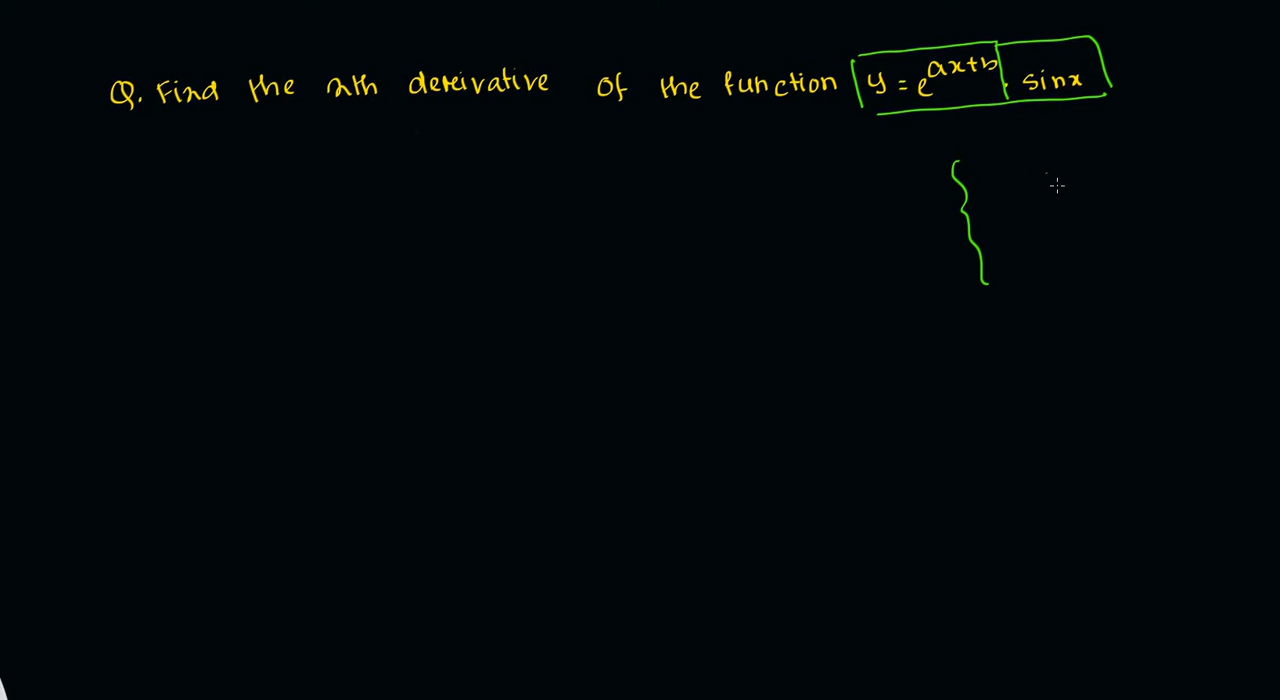 Q. Find the nth derivative of the function y = e^{ax+b} . sinx